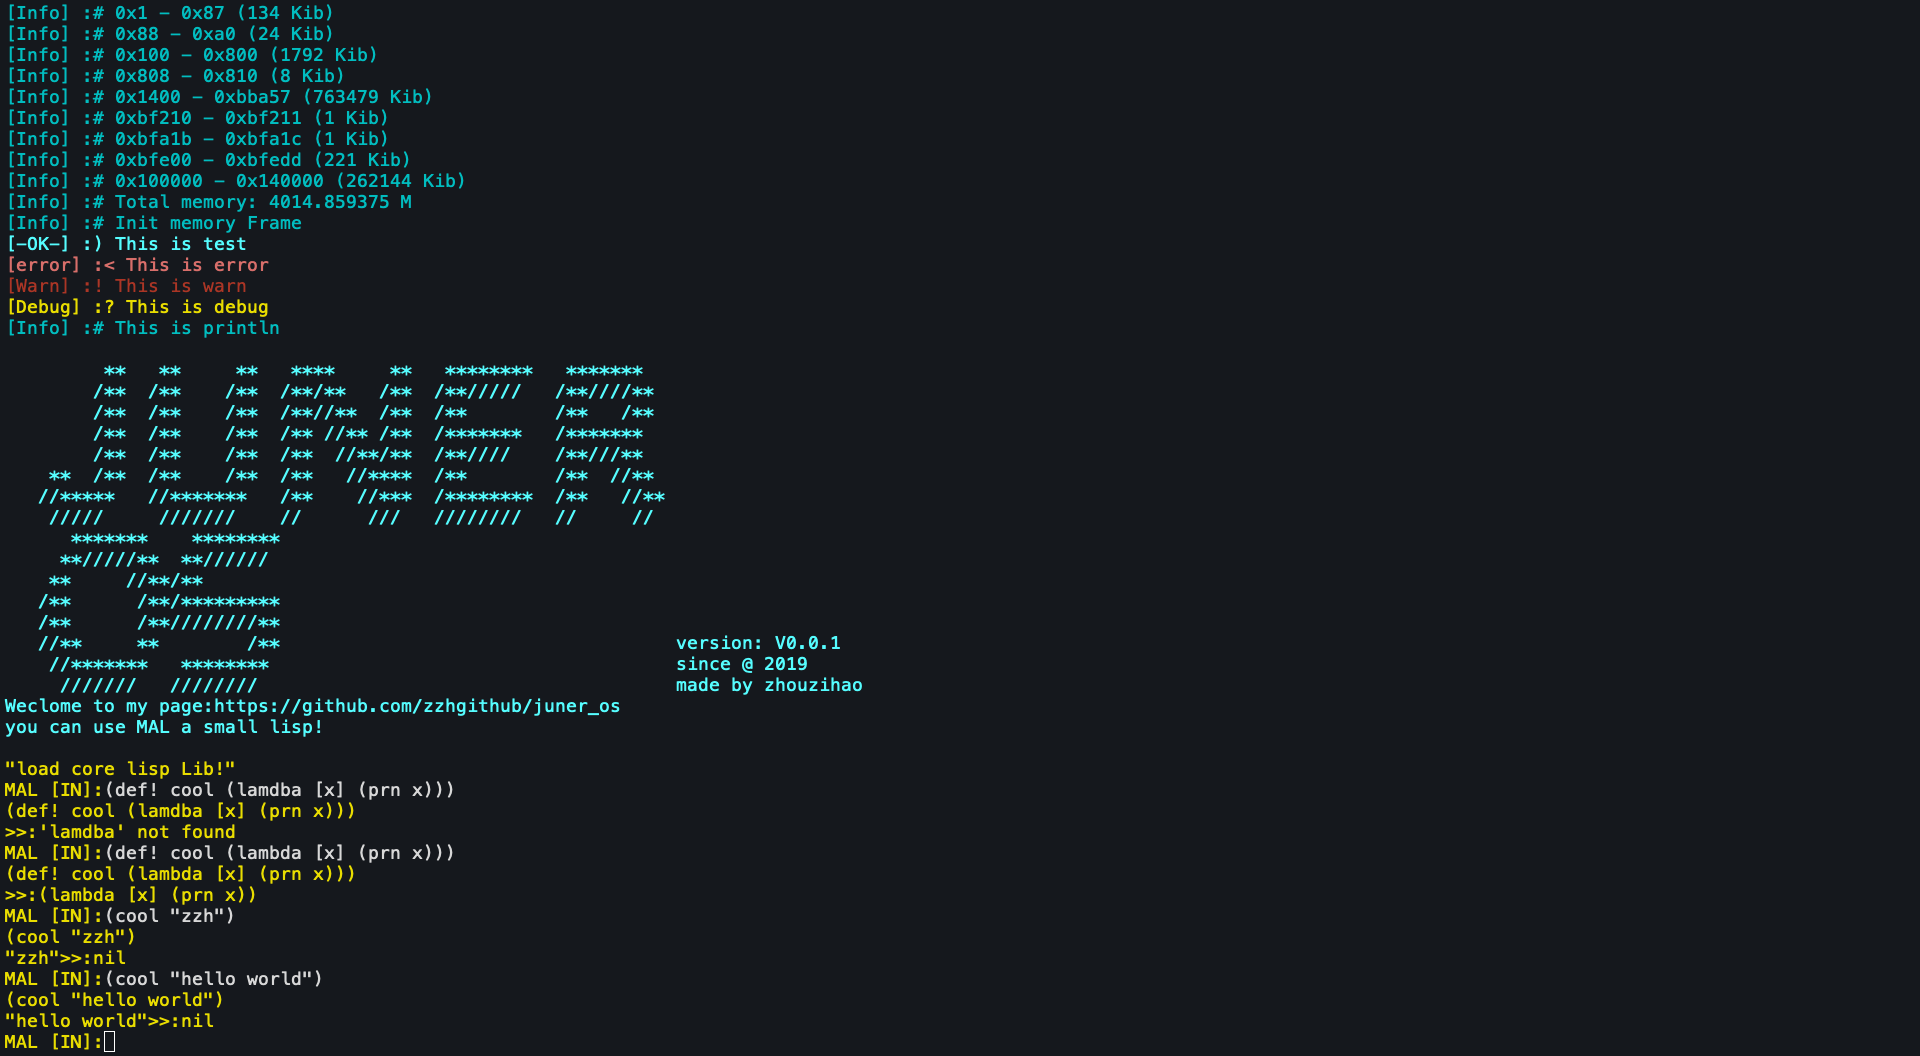 [Info] :# 0x1 - 0x87 (134 Kib)
[Info] :# 0x88 - 0xa0 (24 Kib)
[Info] :# 0x100 - 0x800 (1792 Kib)
[Info] :# 0x808 - 0x810 (8 Kib)
[Info] :# 0x1400 - 0xbba57 (763479 Kib)
[Info] :# 0xbf210 - 0xbf211 (1 Kib)
[Info] :# 0xbfa1b - 0xbfa1c (1 Kib)
[Info] :# 0xbfe00 - 0xbfedd (221 Kib)
[Info] :# 0x100000 - 0x140000 (262144 Kib)
[Info] :# Total memory: 4014.859375 M
[Info] :# Init memory Frame
[-OK-] :) This is test
[error] :< This is error
[Warn] :! This is warn
[Debug] :? This is debug
[Info] :# This is println
JUNER
OS
version: V0.0.1
since @ 2019
made by zhouzihao
Weclome to my page:https://github.com/zzhgithub/juner_os
you can use MAL a small lisp!
"load core lisp Lib!"
MAL [IN]:(def! cool (lamdba [x] (prn x)))
(def! cool (lamdba [x] (prn x)))
>>:'lamdba' not found
MAL [IN]:(def! cool (lambda [x] (prn x)))
(def! cool (lambda [x] (prn x)))
>>:(lambda [x] (prn x))
MAL [IN]:(cool "zzh")
(cool "zzh")
"zzh">>:nil
MAL [IN]:(cool "hello world")
(cool "hello world")
"hello world">>:nil
MAL [IN]: